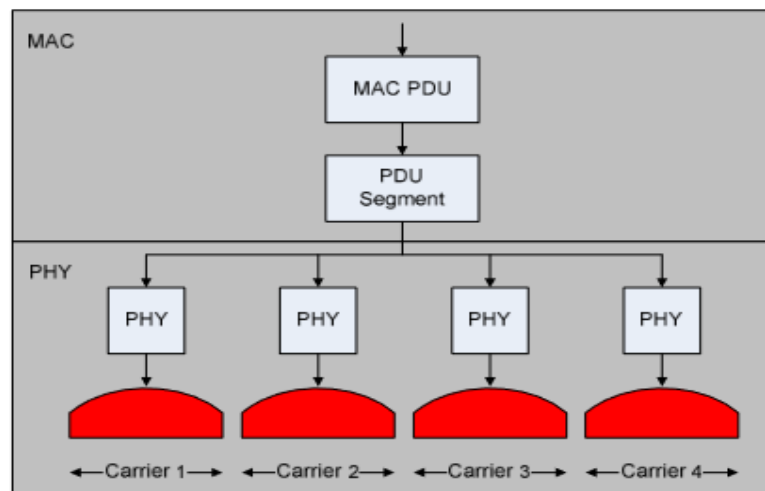 MAC
MAC PDU
PDU
Segment
PHY
PHY
PHY
PHY
PHY
Carrier 1
Carrier 2
Carrier 3
Carrier 4